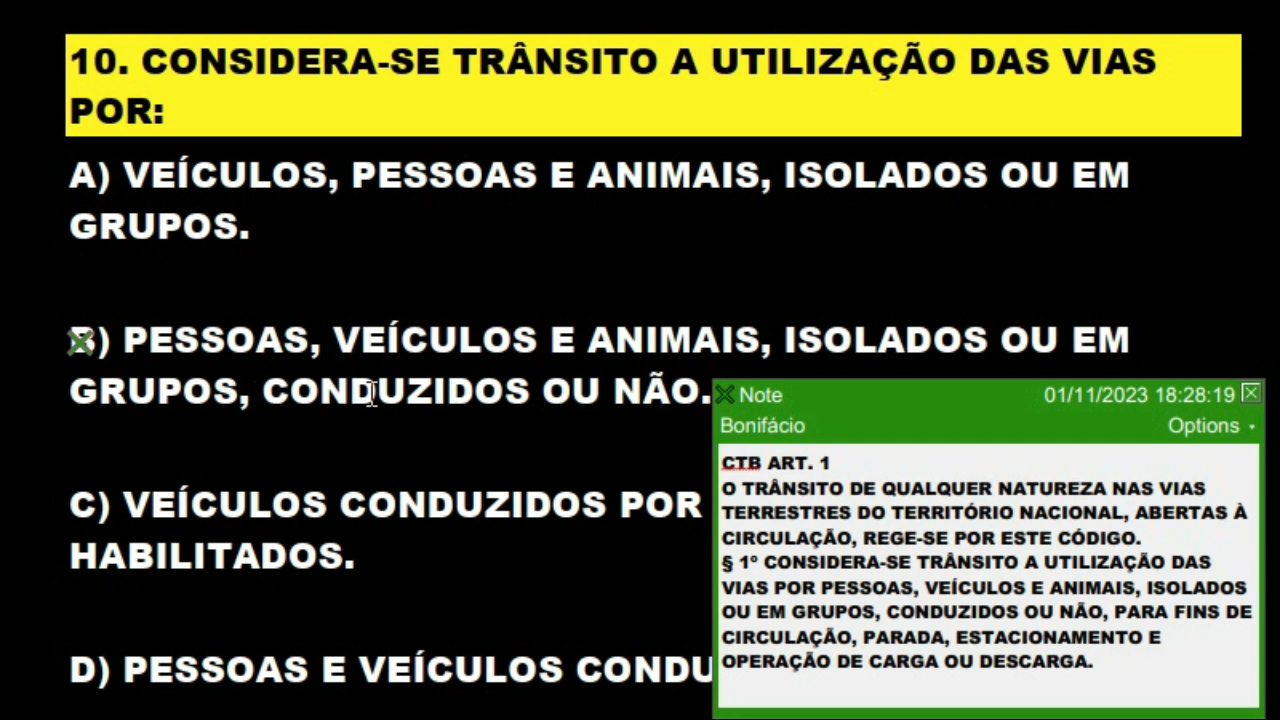 10. CONSIDERA-SE TRÂNSITO A UTILIZAÇÃO DAS VIAS
POR:
A) VEÍCULOS, PESSOAS E ANIMAIS, ISOLADOS OU EM
GRUPOS.
B) PESSOAS, VEÍCULOS E ANIMAIS, ISOLADOS OU EM
GRUPOS, CONDUZIDOS OU NÃO.
C) VEÍCULOS CONDUZIDOS POR
HABILITADOS.
D) PESSOAS E VEÍCULOS
Note 01/11/2023 18:28:19
Bonifácio Options
CTB ART. 1
O TRÂNSITO DE QUALQUER NATUREZA NAS VIAS
TERRESTRES DO TERRITÓRIO NACIONAL, ABERTAS À
CIRCULAÇÃO, REGE-SE POR ESTE CÓDIGO.
§ 1º CONSIDERA-SE TRÂNSITO A UTILIZAÇÃO DAS
VIAS POR PESSOAS, VEÍCULOS E ANIMAIS, ISOLADOS
OU EM GRUPOS, CONDUZIDOS OU NÃO, PARA FINS DE
CIRCULAÇÃO, PARADA, ESTACIONAMENTO E
OPERAÇÃO DE CARGA OU DESCARGA.